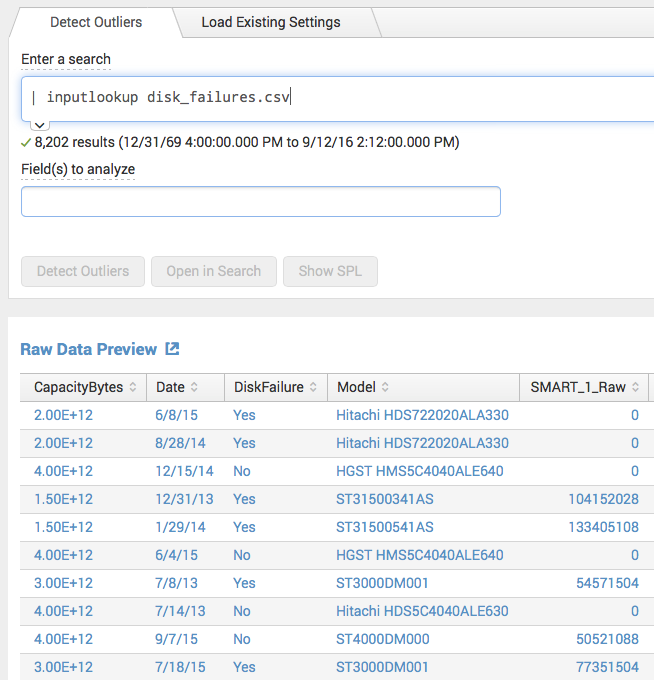 Detect Outliers Load Existing Settings
Enter a search
| inputlookup disk_failures.csv
8,202 results (12/31/69 4:00:00.000 PM to 9/12/16 2:12:00.000 PM)
Field(s) to analyze
Detect Outliers Open in Search Show SPL
Raw Data Preview
CapacityBytes Date DiskFailure Model SMART_1_Raw
2.00E+12 6/8/15 Yes Hitachi HDS722020ALA330 0
2.00E+12 8/28/14 Yes Hitachi HDS722020ALA330 0
4.00E+12 12/15/14 No HGST HMS5C4040ALE640 0
1.50E+12 12/31/13 Yes ST31500341AS 104152028
1.50E+12 1/29/14 Yes ST31500541AS 133405108
4.00E+12 6/4/15 No HGST HMS5C4040ALE640 0
3.00E+12 7/8/13 Yes ST3000DM001 54571504
4.00E+12 7/14/13 No Hitachi HDS5C4040ALE630 0
4.00E+12 9/7/15 No ST4000DM000 50521088
3.00E+12 7/18/15 Yes ST3000DM001 77351504